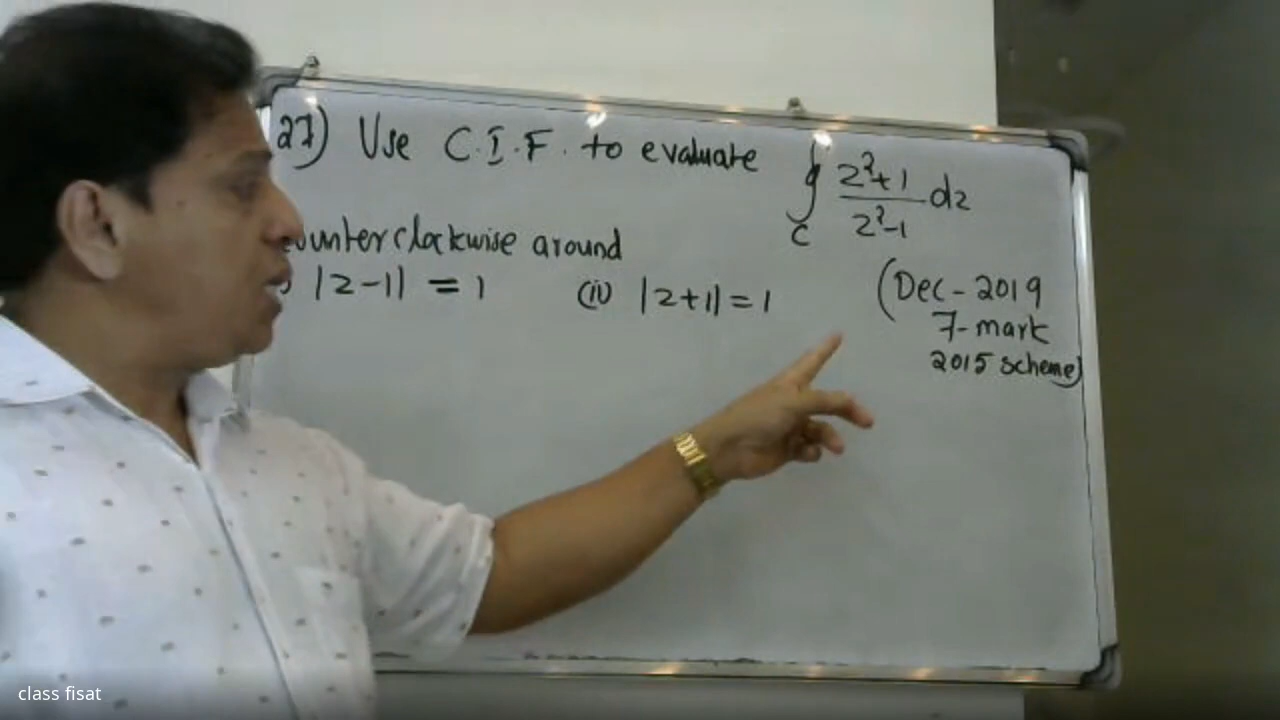 27) Use C.I.F. to evaluate ∮_C (z²+1)/(z²-1) dz
counterclockwise around
) |z-1| = 1 (ii) |z+1| = 1
(Dec-2019
7-mark
2015 scheme)
class fisat